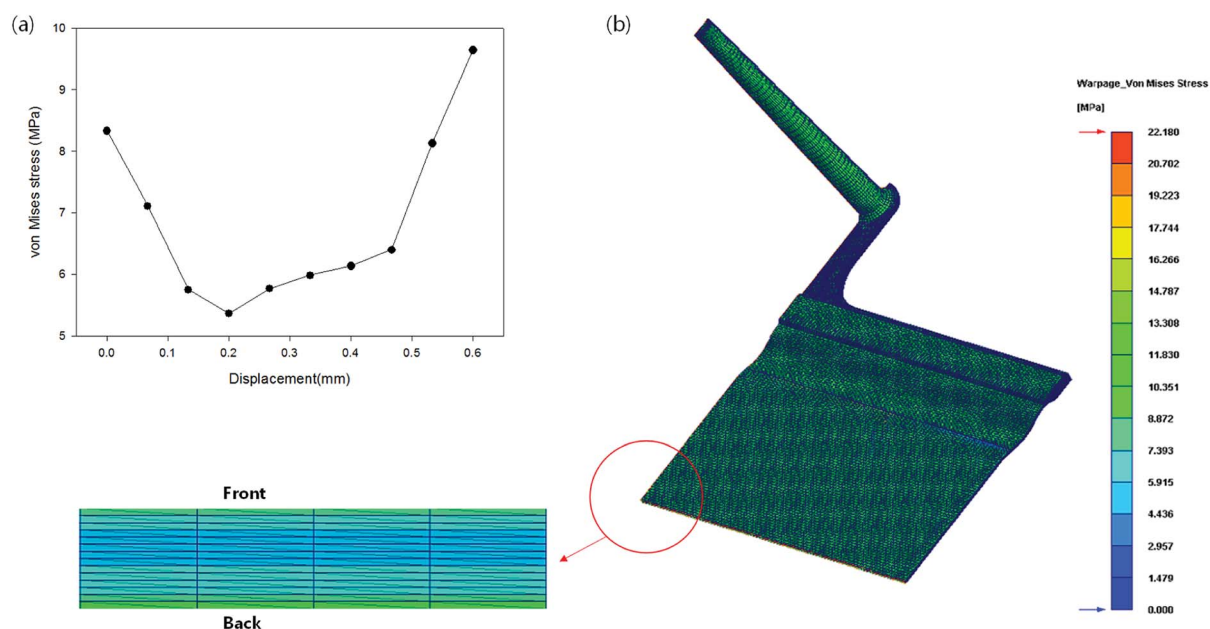 (a)
10
9
8
7
6
5
von Mises stress (MPa)
0.0 0.1 0.2 0.3 0.4 0.5 0.6
Displacement(mm)
(b)
Warpage_Von Mises Stress
[MPa]
22.180
20.702
19.223
17.744
16.266
14.787
13.308
11.830
10.351
8.872
7.393
5.915
4.436
2.957
1.479
0.000
Front
Back